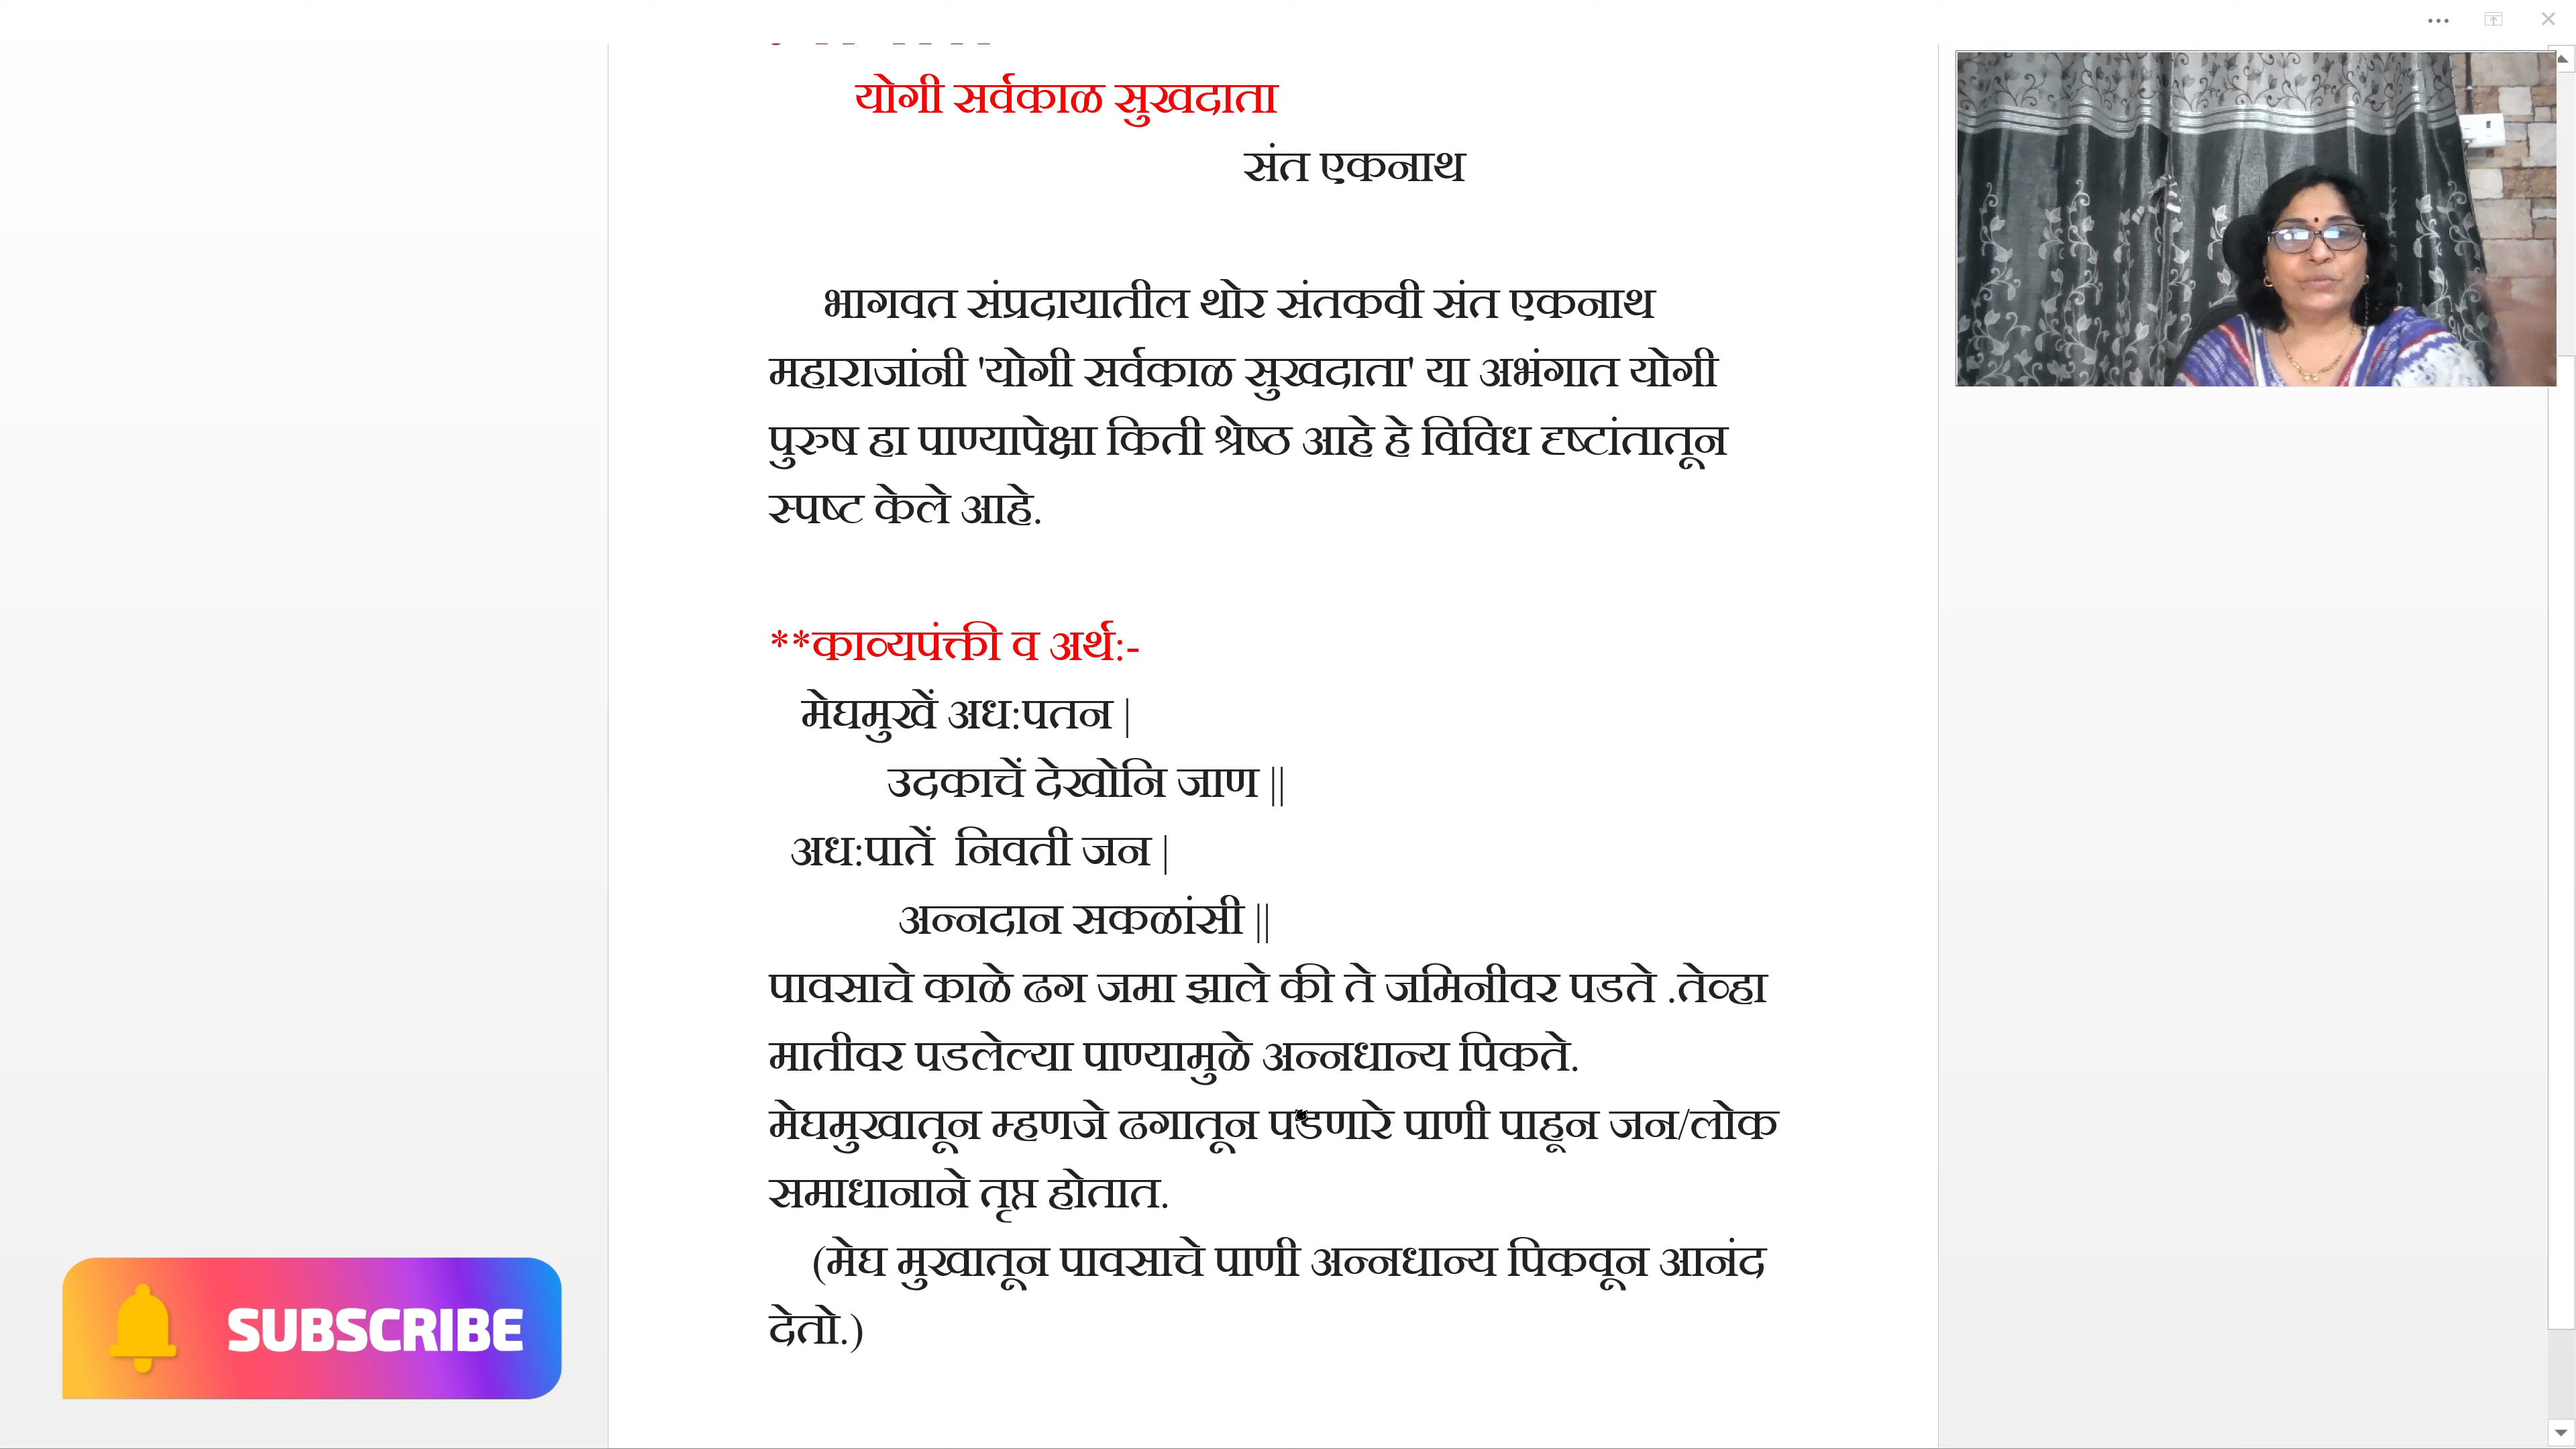 योगी सर्वकाळ सुखदाता
संत एकनाथ
भागवत संप्रदायातील थोर संतकवी संत एकनाथ
महाराजांनी 'योगी सर्वकाळ सुखदाता' या अभंगात योगी
पुरुष हा पाण्यापेक्षा किती श्रेष्ठ आहे हे विविध दृष्टांतातून
स्पष्ट केले आहे.
**काव्यपंक्ती व अर्थ:-
मेघमुखें अध:पतन |
उदकाचें देखोनि जाण ||
अध:पातें निवती जन |
अन्नदान सकळांसी ||
पावसाचे काळे ढग जमा झाले की ते जमिनीवर पडते .तेव्हा
मातीवर पडलेल्या पाण्यामुळे अन्नधान्य पिकते.
मेघमुखातून म्हणजे ढगातून पडणारे पाणी पाहून जन/लोक
समाधानाने तृप्त होतात.
(मेघ मुखातून पावसाचे पाणी अन्नधान्य पिकवून आनंद
देतो.)
SUBSCRIBE